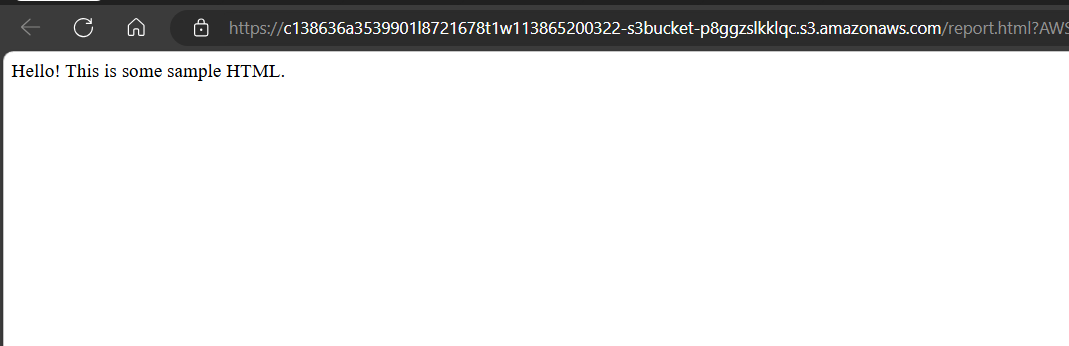 https://c138636a3539901l8721678t1w113865200322-s3bucket-p8ggzslkklqc.s3.amazonaws.com/report.html?AWS
Hello! This is some sample HTML.